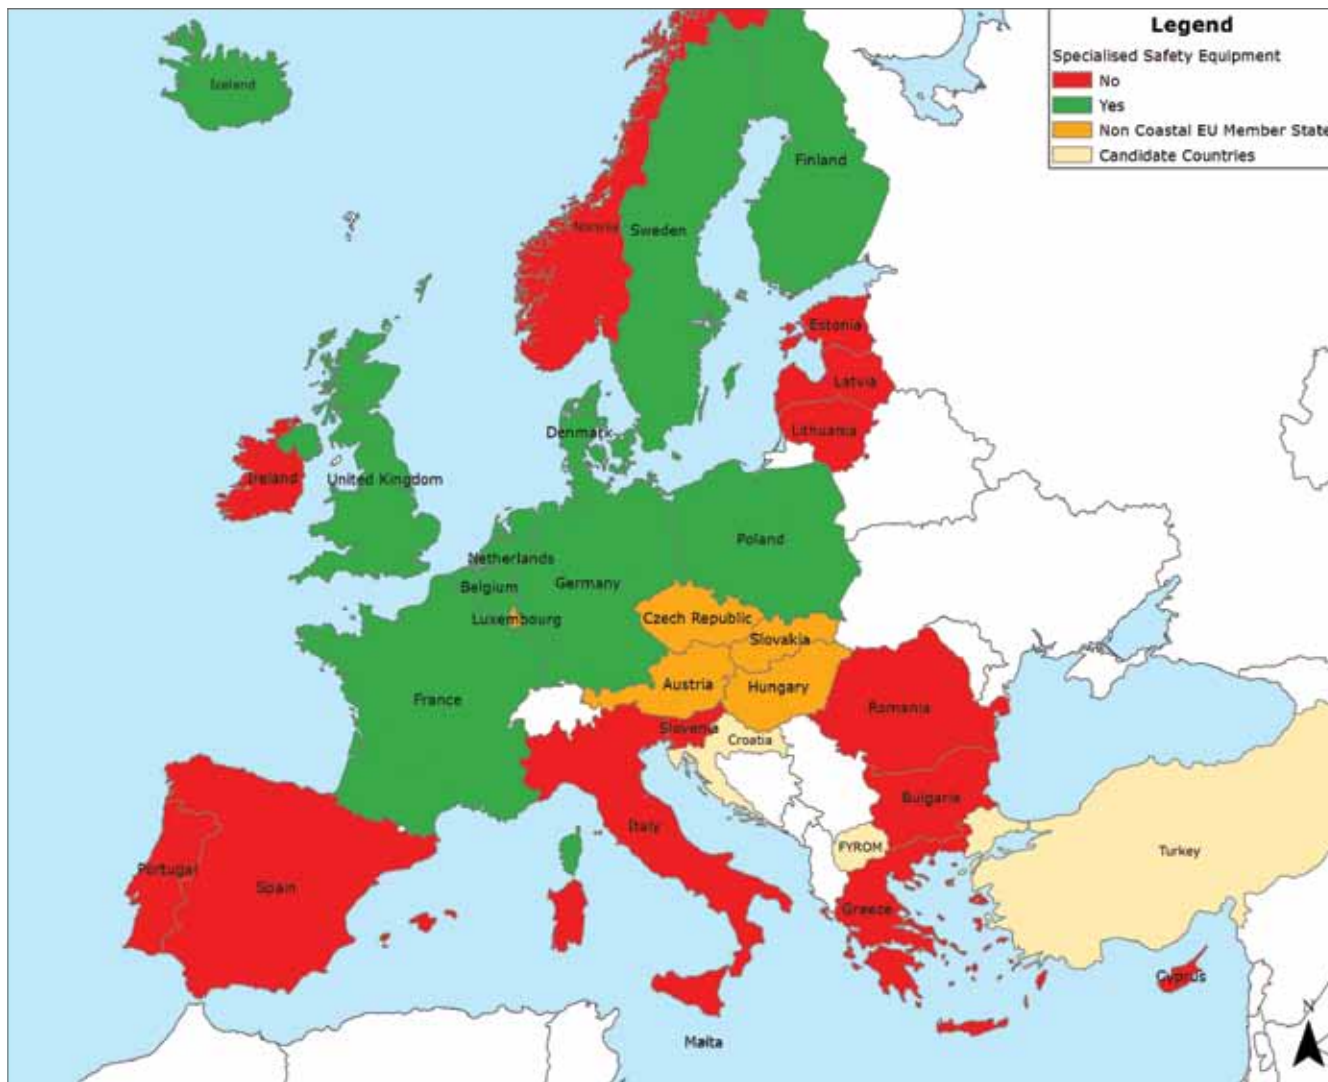 Legend
Specialised Safety Equipment
No
Yes
Non Coastal EU Member State
Candidate Countries
Iceland
Finland
Norway
Sweden
Estonia
Latvia
Denmark
Lithuania
Ireland
United Kingdom
Poland
Netherlands
Germany
Belgium
Luxembourg
Czech Republic
Slovakia
Austria
Hungary
France
Romania
Slovenia
Croatia
Bulgaria
Italy
FYROM
Turkey
Portugal
Spain
Greece
Cyprus
N
Malta